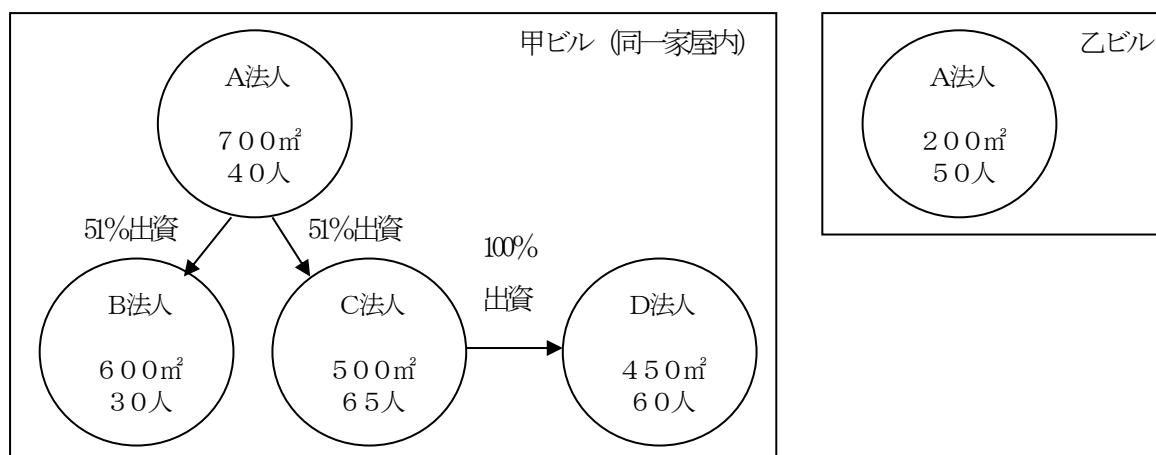 甲ビル（同一家屋内）
A法人
７００㎡
４０人
51％出資
51％出資
100％
出資
B法人
６００㎡
３０人
C法人
５００㎡
６５人
D法人
４５０㎡
６０人
乙ビル
A法人
２００㎡
５０人